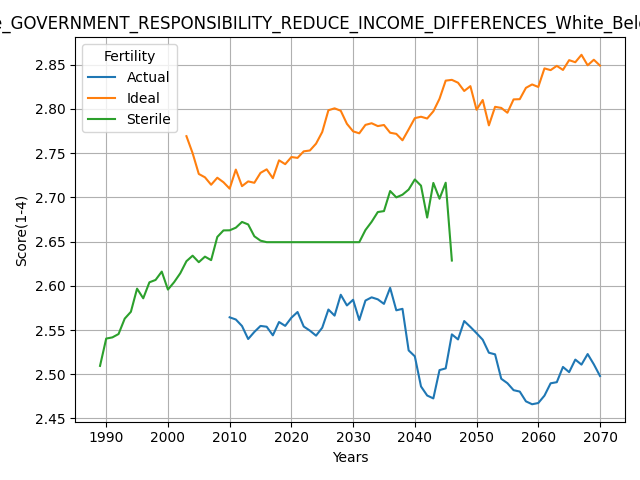 _GOVERNMENT_RESPONSIBILITY_REDUCE_INCOME_DIFFERENCES_White_
Fertility
Actual
Ideal
Sterile
2.85
2.80
2.75
2.70
2.65
2.60
2.55
2.50
2.45
Score(1-4)
1990
2000
2010
2020
2030
2040
2050
2060
2070
Years